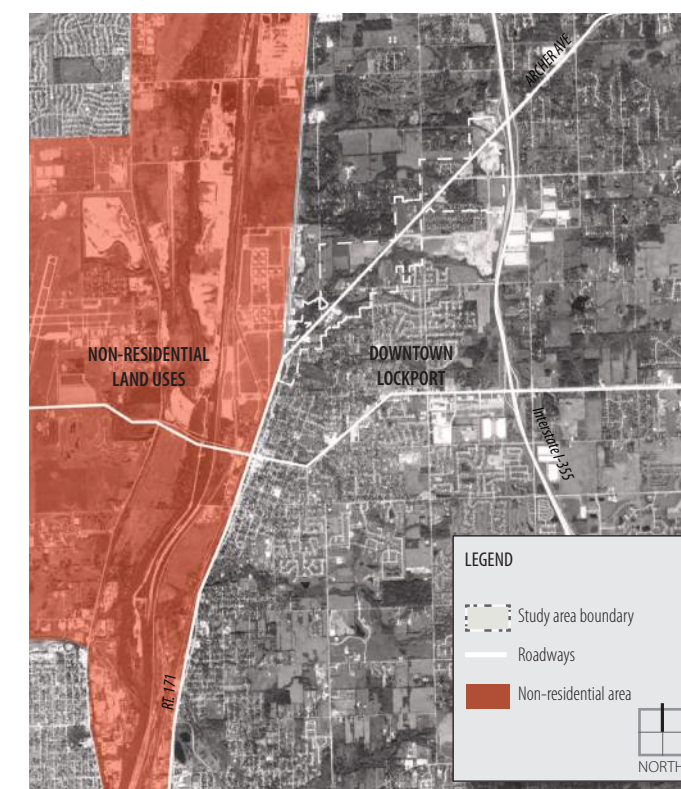 ARCHER AVE
NON-RESIDENTIAL
LAND USES
DOWNTOWN
LOCKPORT
Interstate I-355
RT. 171
LEGEND
Study area boundary
Roadways
Non-residential area
NORTH